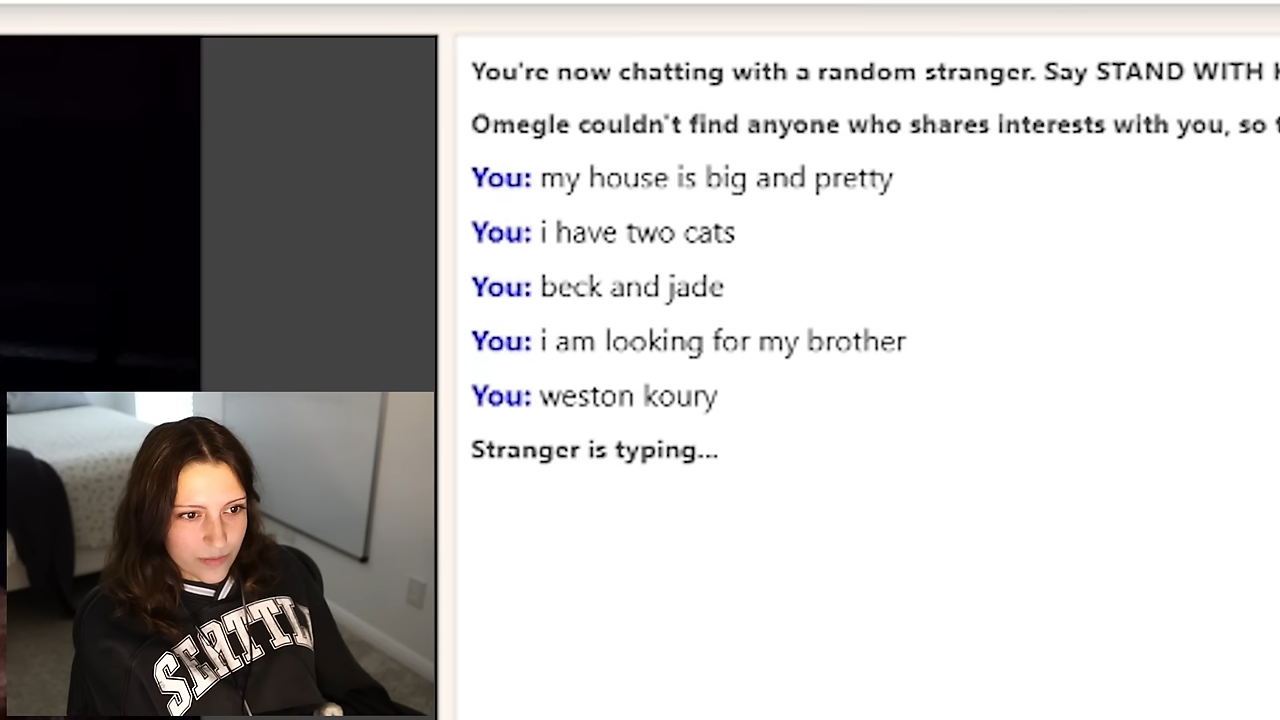 You're now chatting with a random stranger. Say STAND WITH
Omegle couldn't find anyone who shares interests with you, so
You: my house is big and pretty
You: i have two cats
You: beck and jade
You: i am looking for my brother
You: weston koury
Stranger is typing...
SEATTLE